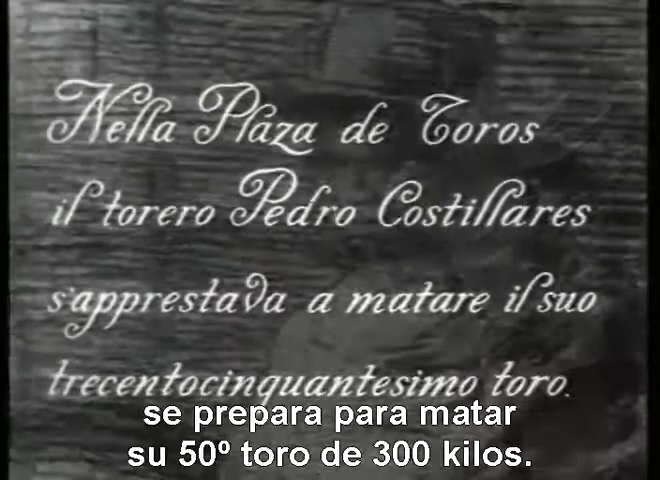 Nella Plaza de Toros
il torero Pedro Costillares
s'apprestava a matare il suo
trecentocinquantesimo toro.
se prepara para matar
su 50º toro de 300 kilos.